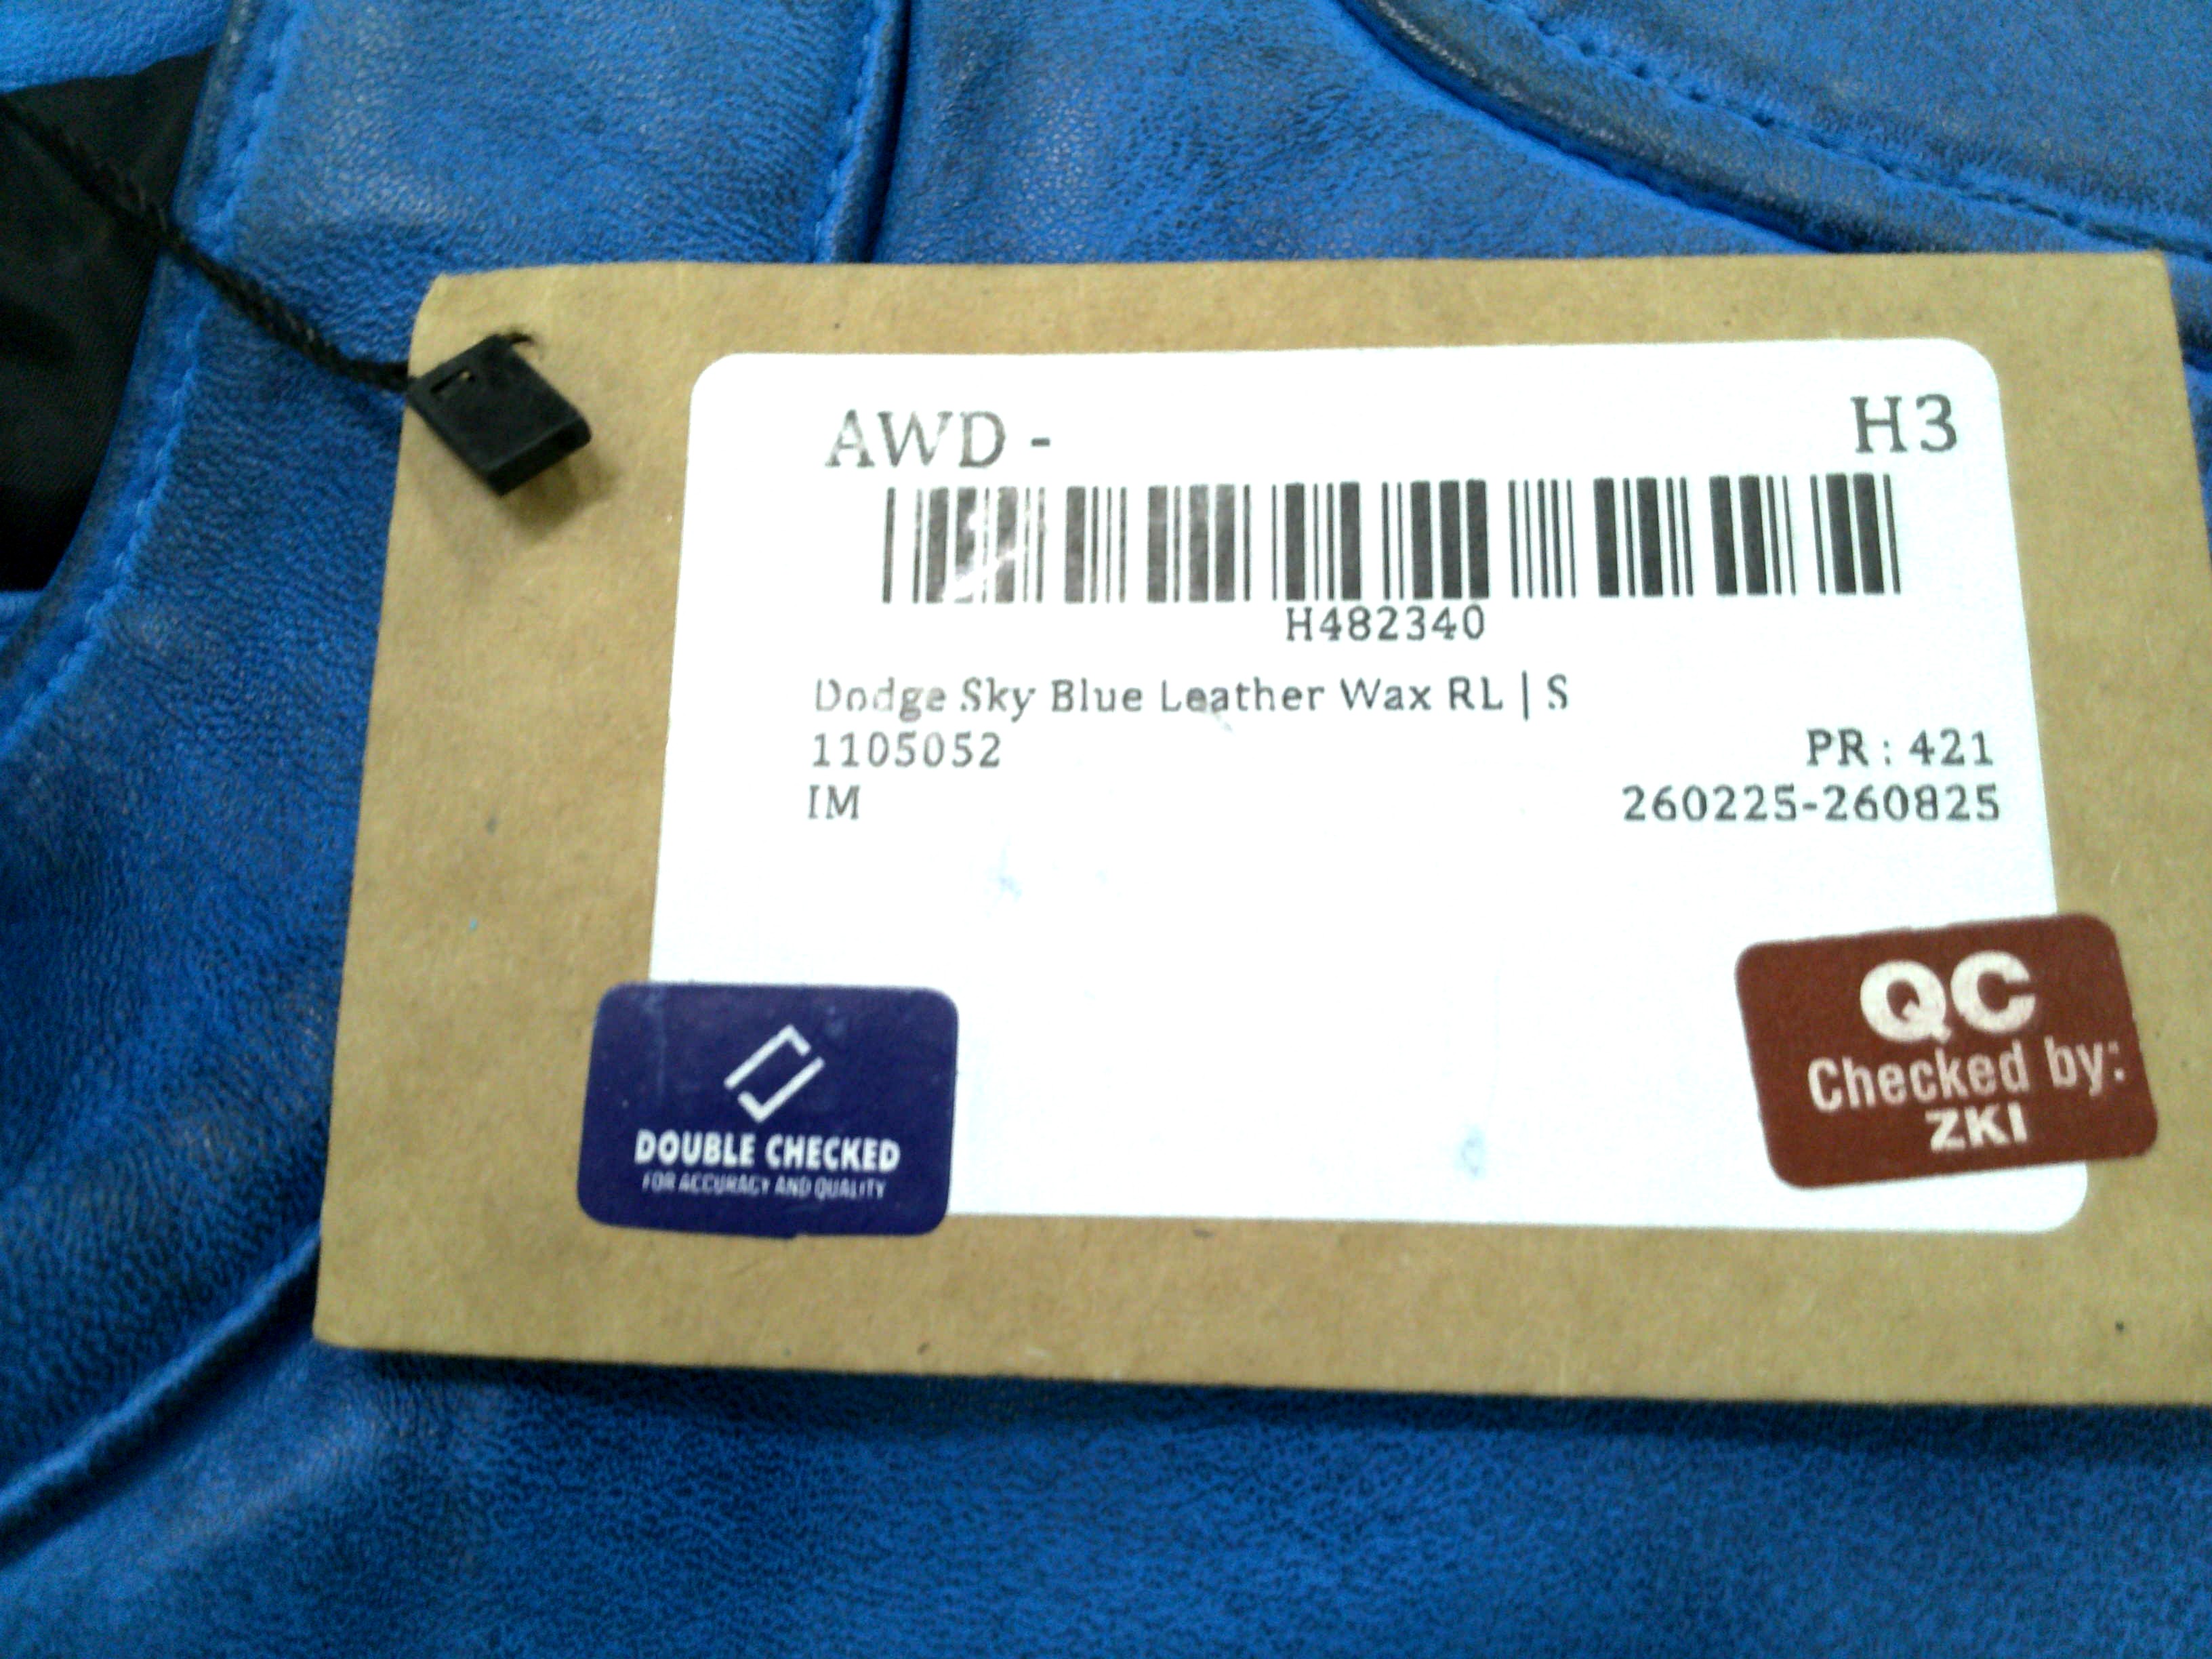 AWD - H3
H482340
Dodge Sky Blue Leather Wax RL | S
1105052 PR : 421
IM 260225-260825
DOUBLE CHECKED
FOR ACCURACY AND QUALITY
QC
Checked by:
ZKI